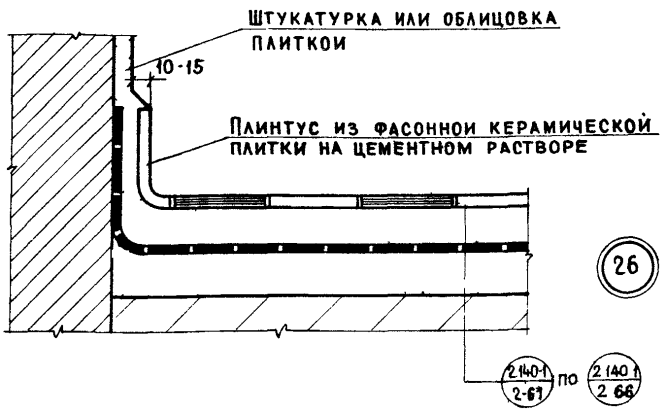 ШТУКАТУРКА ИЛИ ОБЛИЦОВКА
ПЛИТКОЙ
10-15
ПЛИНТУС ИЗ ФАСОННОЙ КЕРАМИЧЕСКОЙ
ПЛИТКИ НА ЦЕМЕНТНОМ РАСТВОРЕ
26
2140-1 ПО 2140 1
2-61 2 66